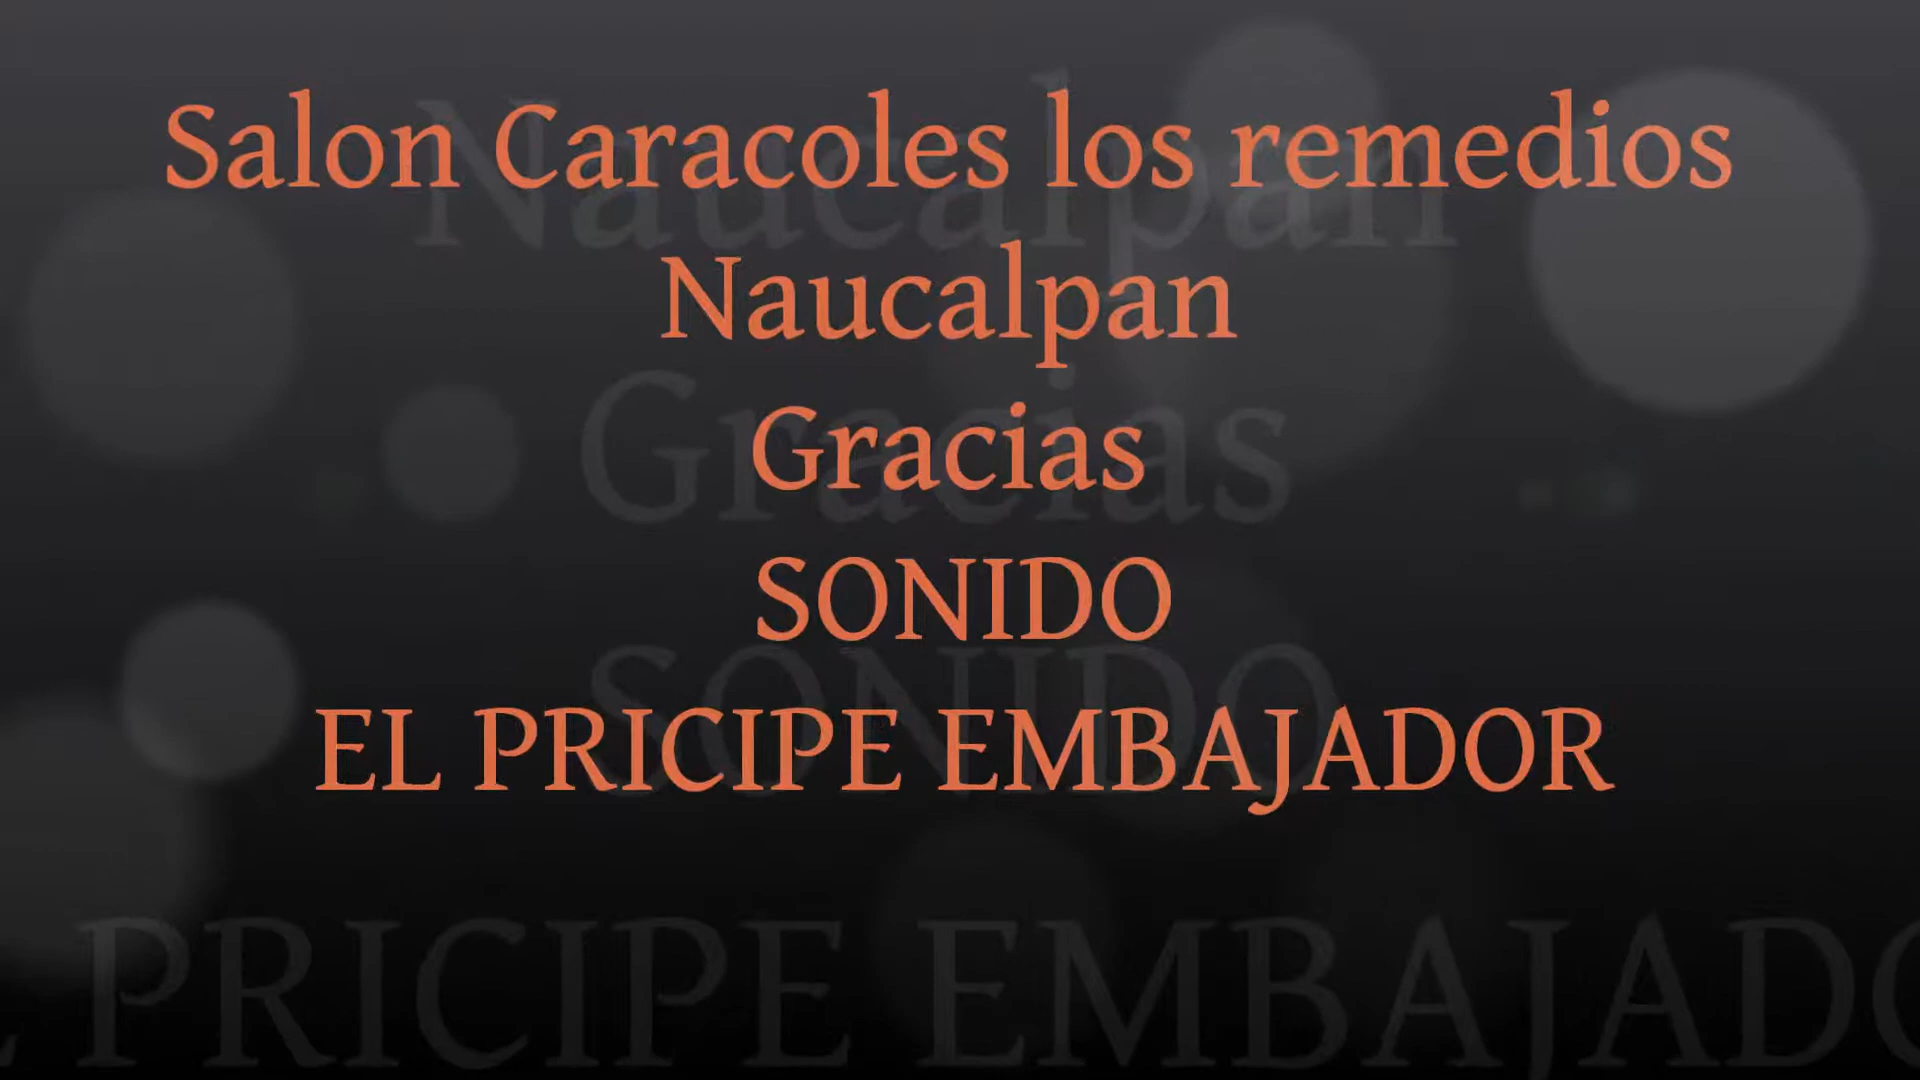 Salon Caracoles los remedios
Naucalpan
Gracias
SONIDO
EL PRICIPE EMBAJADOR